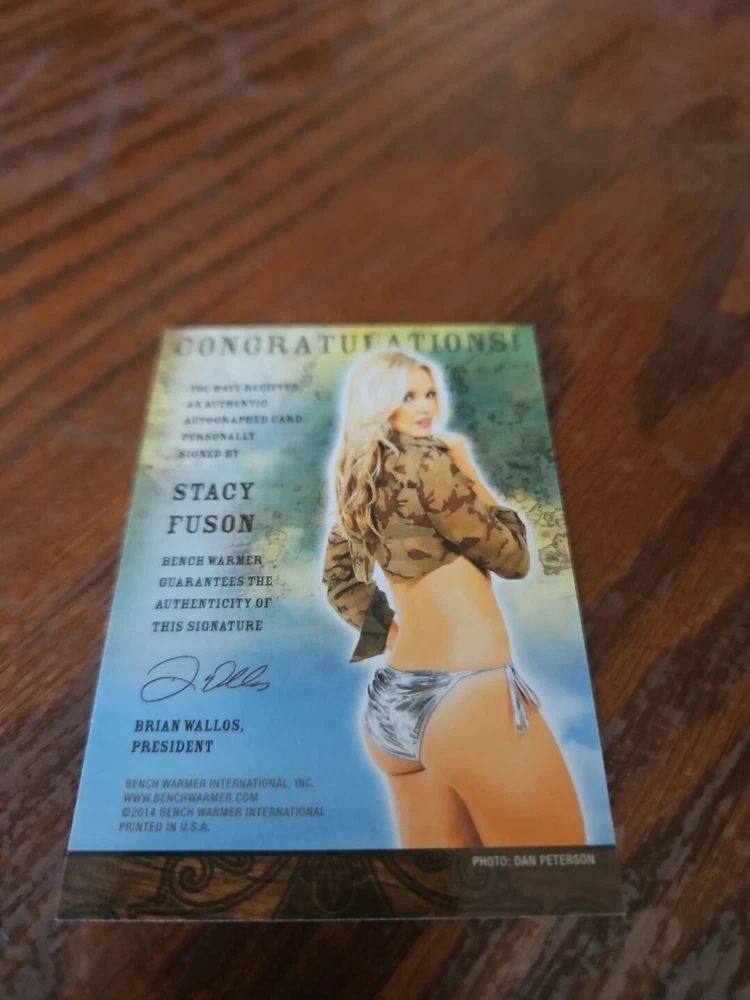 CONGRATULATIONS!
YOU HAVE RECIEVED
AN AUTHENTIC
AUTOGRAPHED CARD
PERSONALLY
SIGNED BY
STACY
FUSON
BENCH WARMER
GUARANTEES THE
AUTHENTICITY OF
THIS SIGNATURE
BRIAN WALLOS,
PRESIDENT
BENCH WARMER INTERNATIONAL, INC.
WWW.BENCHWARMER.COM
©2014 BENCH WARMER INTERNATIONAL
PRINTED IN U.S.A.
PHOTO: DAN PETERSON